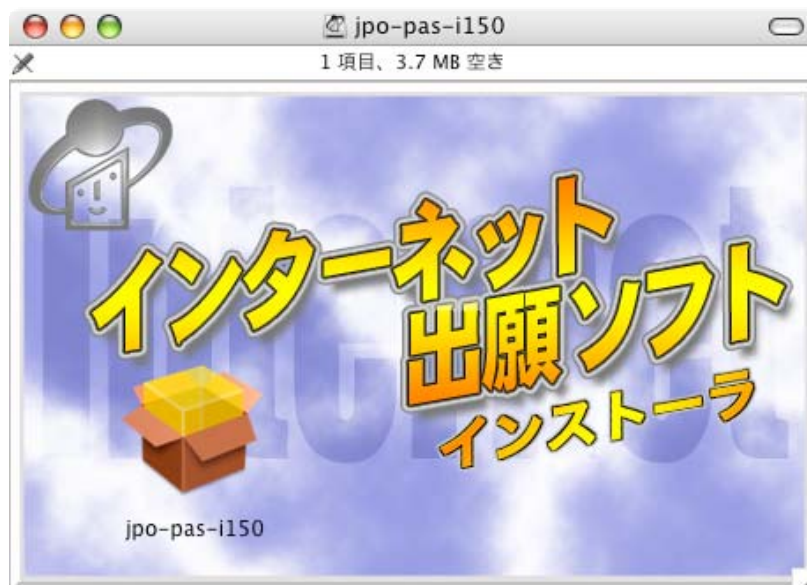 jpo-pas-i150
1 項目、3.7 MB 空き
Internet
インターネット
出願ソフト
インストーラ
jpo-pas-i150